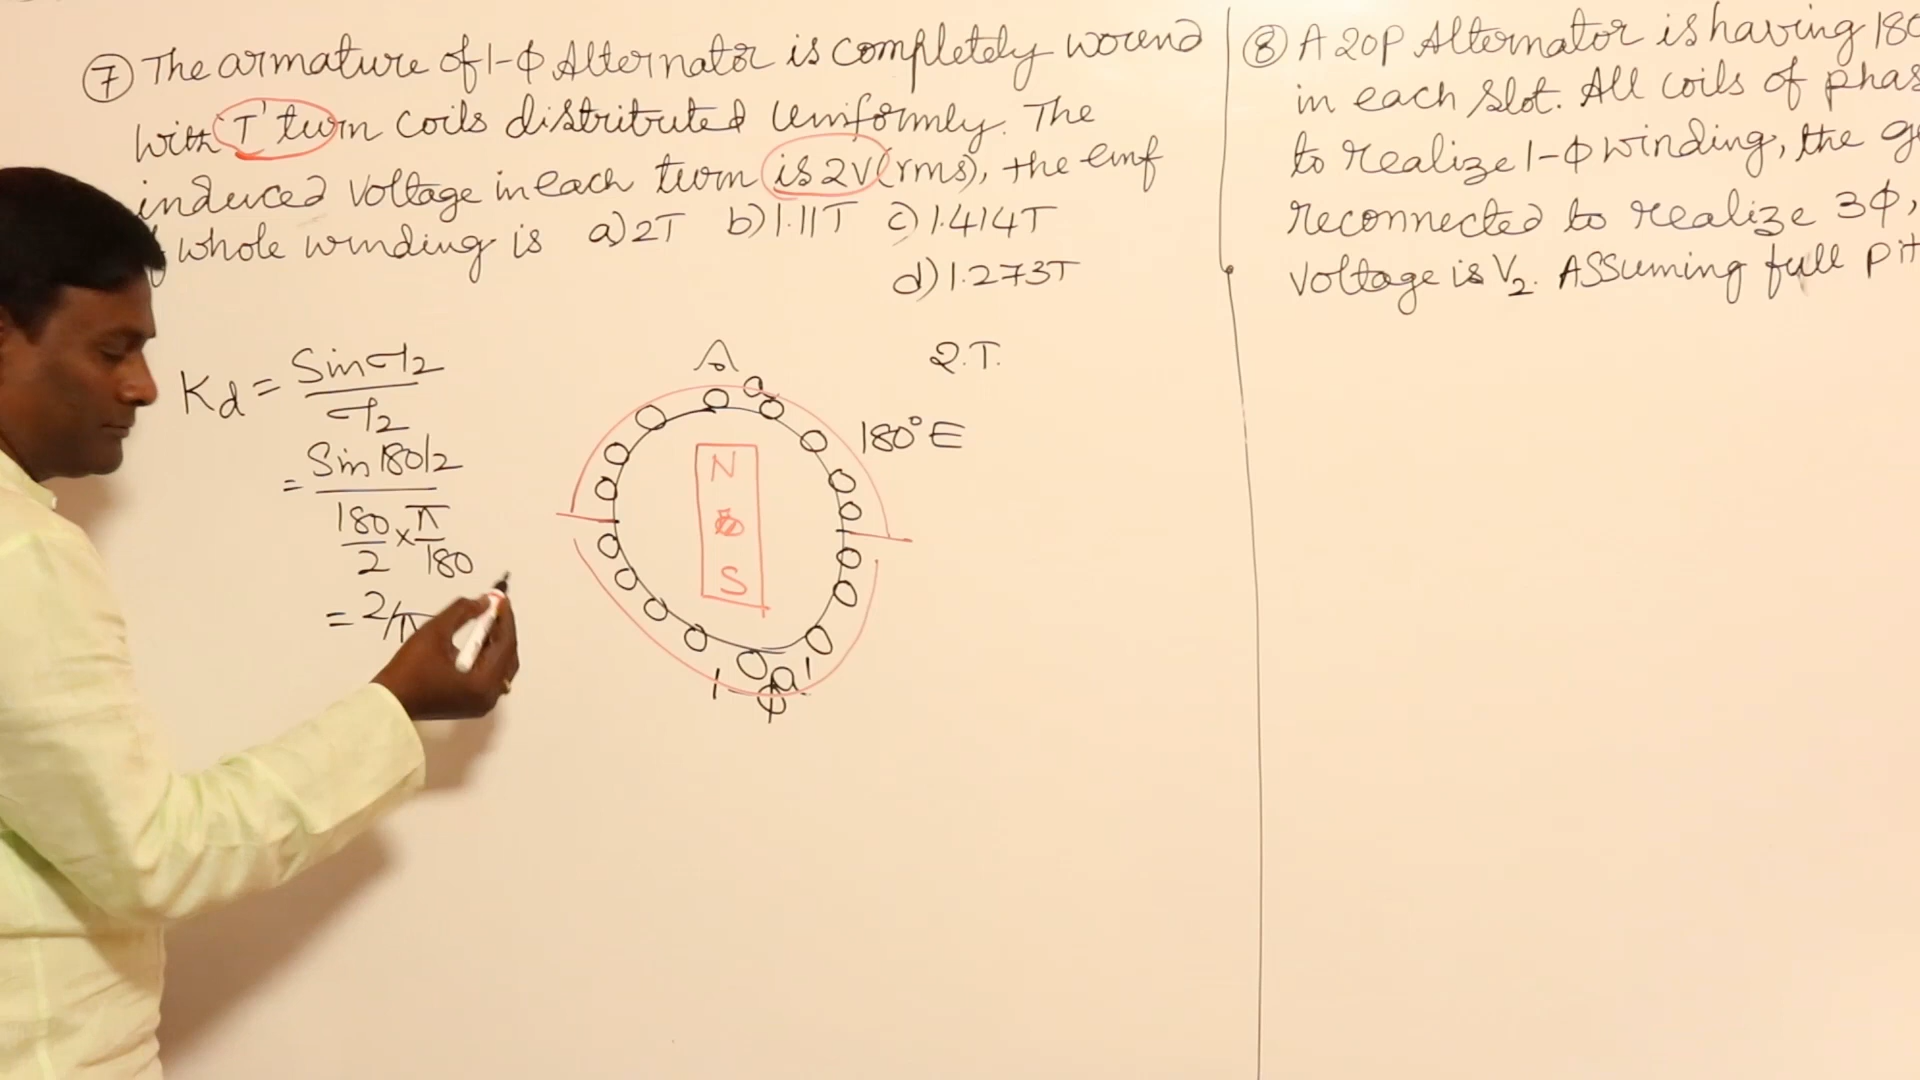 ⑦ The armature of 1-φ Alternator is completely wound
with 'T' turn coils distributed Uniformly. The
induced voltage in each turn is 2V(rms), the emf
whole winding is a) 2T b) 1.11T c) 1.414T
d) 1.273T
Kd = Sin σ/2
σ/2
= Sin 180/2
180/2 × π/180
= 2/π
A
a
2.T.
180°E
N
S
a'
1-φ
⑧ A 20P Alternator is having 180
in each slot. All coils of phas
to realize 1-φ winding, the ge
reconnected to realize 3φ,
voltage is V₂. Assuming full pit